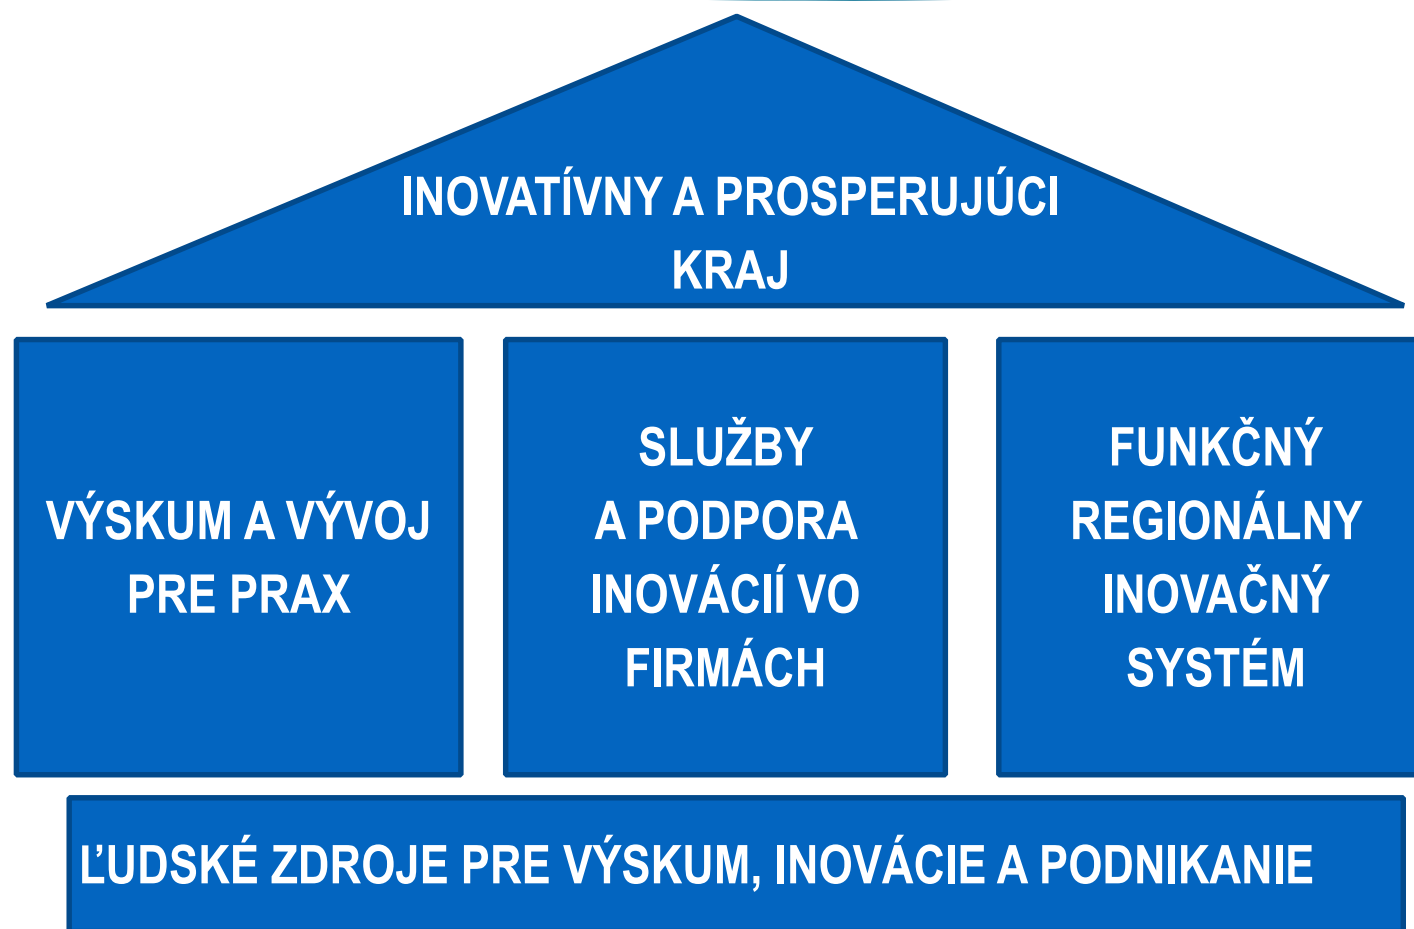 INOVATÍVNY A PROSPERUJÚCI
KRAJ
VÝSKUM A VÝVOJ
PRE PRAX
SLUŽBY
A PODPORA
INOVÁCIÍ VO
FIRMÁCH
FUNKČNÝ
REGIONÁLNY
INOVAČNÝ
SYSTÉM
ĽUDSKÉ ZDROJE PRE VÝSKUM, INOVÁCIE A PODNIKANIE